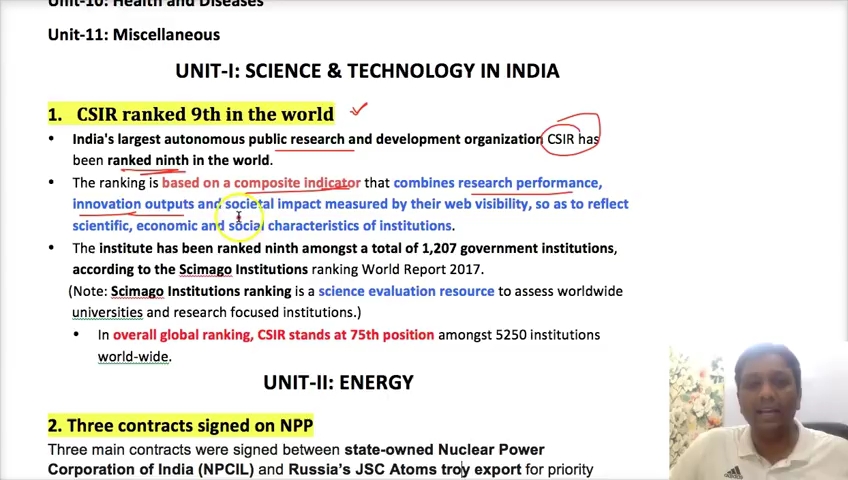 Unit-10: Health and Diseases
Unit-11: Miscellaneous
UNIT-I: SCIENCE & TECHNOLOGY IN INDIA
1. CSIR ranked 9th in the world
• India's largest autonomous public research and development organization CSIR has
been ranked ninth in the world.
• The ranking is based on a composite indicator that combines research performance,
innovation outputs and societal impact measured by their web visibility, so as to reflect
scientific, economic and social characteristics of institutions.
• The institute has been ranked ninth amongst a total of 1,207 government institutions,
according to the Scimago Institutions ranking World Report 2017.
(Note: Scimago Institutions ranking is a science evaluation resource to assess worldwide
universities and research focused institutions.)
• In overall global ranking, CSIR stands at 75th position amongst 5250 institutions
world-wide.
UNIT-II: ENERGY
2. Three contracts signed on NPP
Three main contracts were signed between state-owned Nuclear Power
Corporation of India (NPCIL) and Russia's JSC Atoms troy export for priority
adidas